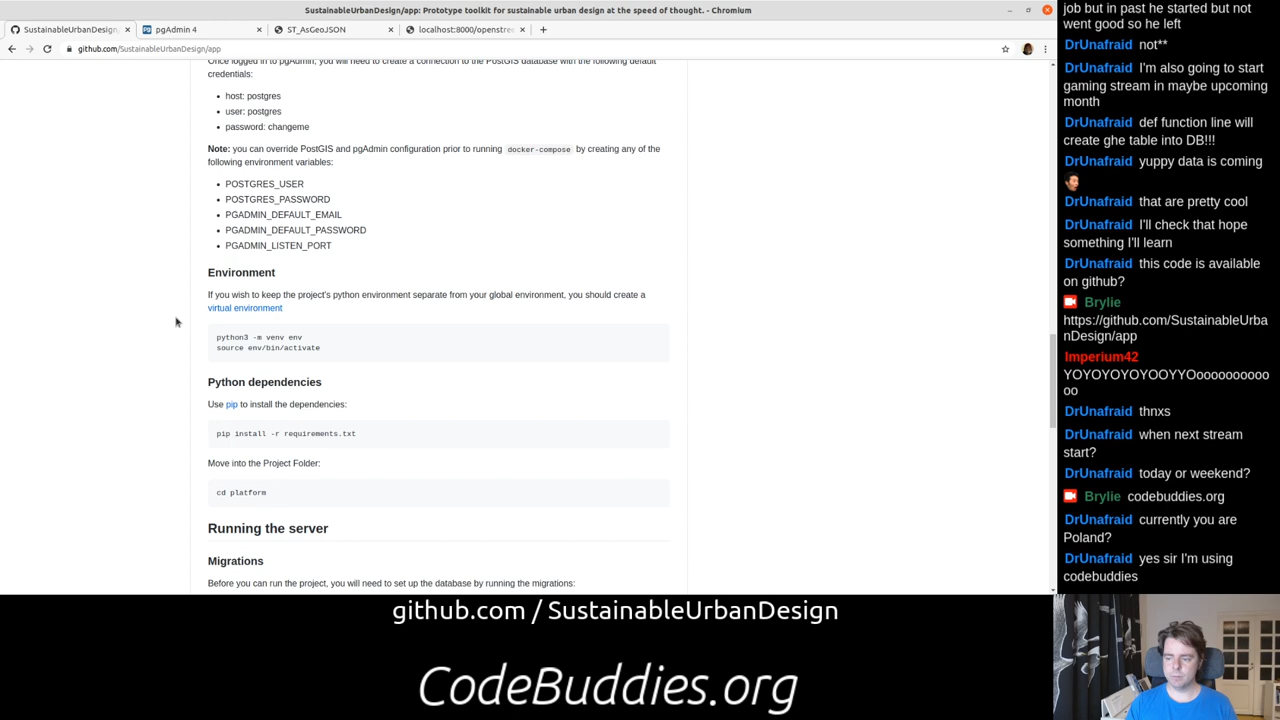 SustainableUrbanDesign/app: Prototype toolkit for sustainable urban design at the speed of thought. - Chromium
SustainableUrbanDesign
pgAdmin 4
ST_AsGeoJSON
localhost:8000/openstre
github.com/SustainableUrbanDesign/app
Once logged in to pgAdmin, you will need to create a connection to the PostGIS database with the following default
credentials:
host: postgres
user: postgres
password: changeme
Note: you can override PostGIS and pgAdmin configuration prior to running docker-compose by creating any of the
following environment variables:
POSTGRES_USER
POSTGRES_PASSWORD
PGADMIN_DEFAULT_EMAIL
PGADMIN_DEFAULT_PASSWORD
PGADMIN_LISTEN_PORT
Environment
If you wish to keep the project's python environment separate from your global environment, you should create a
virtual environment
python3 -m venv env
source env/bin/activate
Python dependencies
Use pip to install the dependencies:
pip install -r requirements.txt
Move into the Project Folder:
cd platform
Running the server
Migrations
Before you can run the project, you will need to set up the database by running the migrations:
job but in past he started but not
went good so he left
DrUnafraid not**
DrUnafraid I'm also going to start
gaming stream in maybe upcoming
month
DrUnafraid def function line will
create ghe table into DB!!!
DrUnafraid yuppy data is coming
DrUnafraid that are pretty cool
DrUnafraid I'll check that hope
something I'll learn
DrUnafraid this code is available
on github?
Brylie
https://github.com/SustainableUrba
nDesign/app
Imperium42
YOYOYOYOYOOYYOooooooooooo
oo
DrUnafraid thnxs
DrUnafraid when next stream
start?
DrUnafraid today or weekend?
Brylie codebuddies.org
DrUnafraid currently you are
Poland?
DrUnafraid yes sir I'm using
codebuddies
github.com / SustainableUrbanDesign
CodeBuddies.org